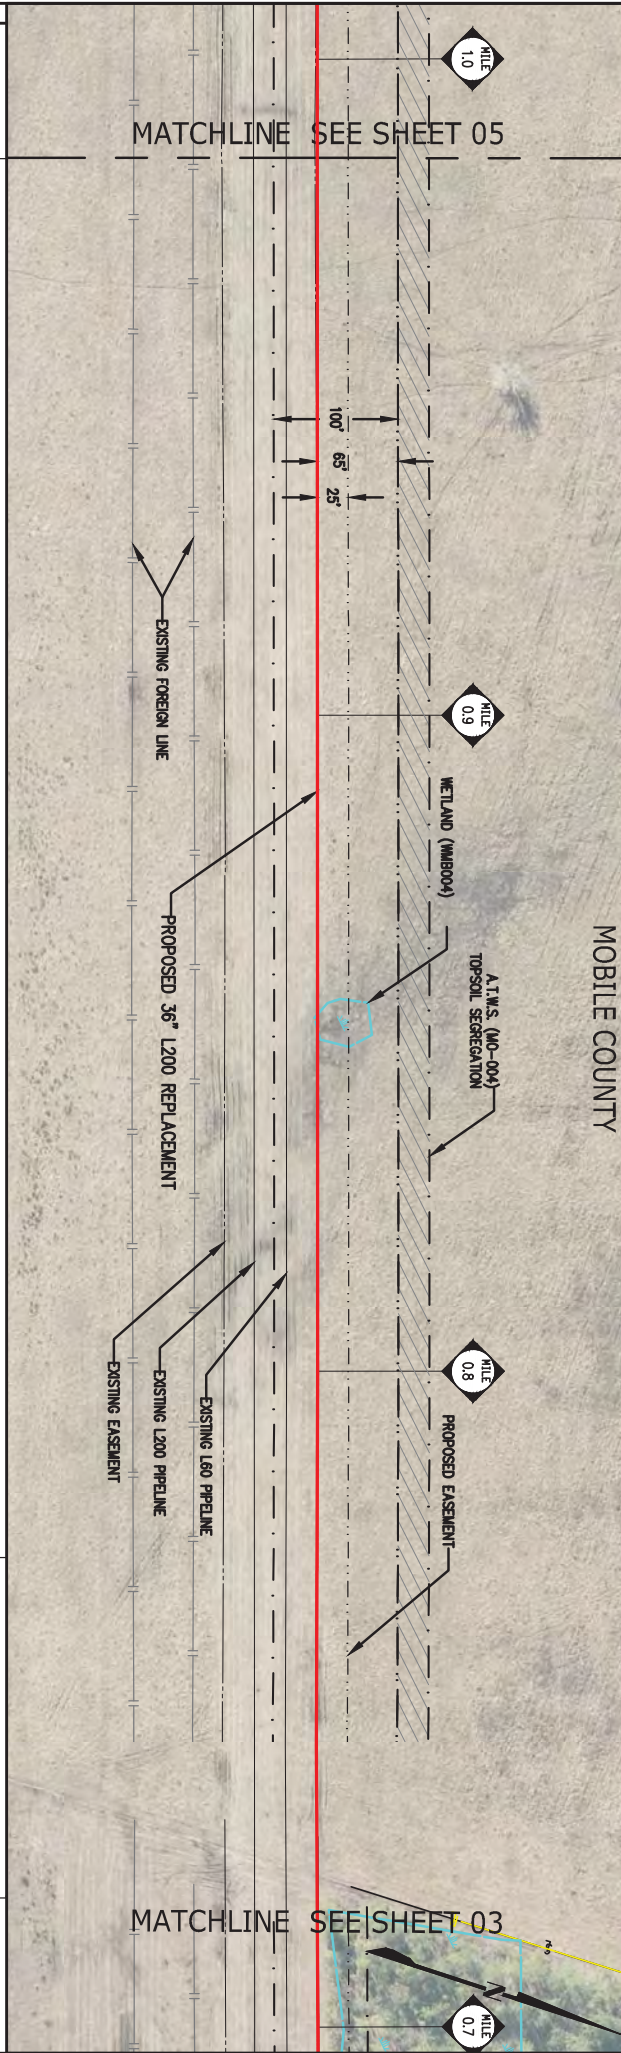 MILE
1.0
MATCHLINE SEE SHEET 05
100'
65'
25'
EXISTING FOREIGN LINE
MILE
0.9
WETLAND (WMB004)
A.T.W.S. (MO-004)
TOPSOIL SEGREGATION
MOBILE COUNTY
PROPOSED 36" L200 REPLACEMENT
EXISTING EASEMENT
EXISTING L200 PIPELINE
EXISTING L60 PIPELINE
MILE
0.8
PROPOSED EASEMENT
MATCHLINE SEE SHEET 03
N
MILE
0.7